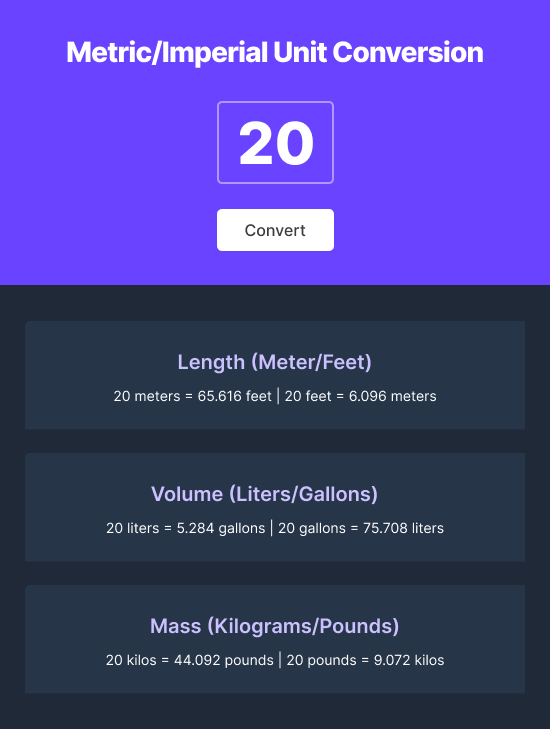 Metric/Imperial Unit Conversion
20
Convert
Length (Meter/Feet)
20 meters = 65.616 feet | 20 feet = 6.096 meters
Volume (Liters/Gallons)
20 liters = 5.284 gallons | 20 gallons = 75.708 liters
Mass (Kilograms/Pounds)
20 kilos = 44.092 pounds | 20 pounds = 9.072 kilos